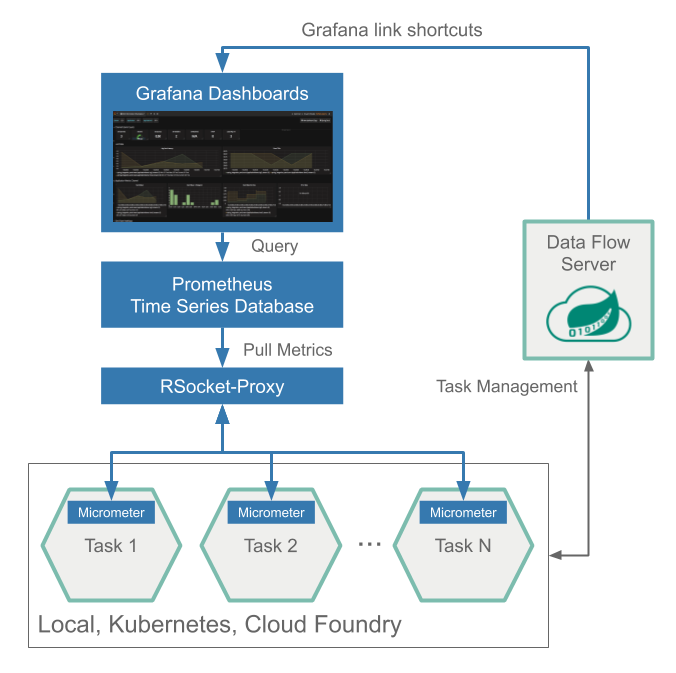 Grafana link shortcuts
Grafana Dashboards
Query
Data Flow
Server
Prometheus
Time Series Database
Pull Metrics
RSocket-Proxy
Task Management
Micrometer
Micrometer
Micrometer
Task 1
Task 2
...
Task N
Local, Kubernetes, Cloud Foundry